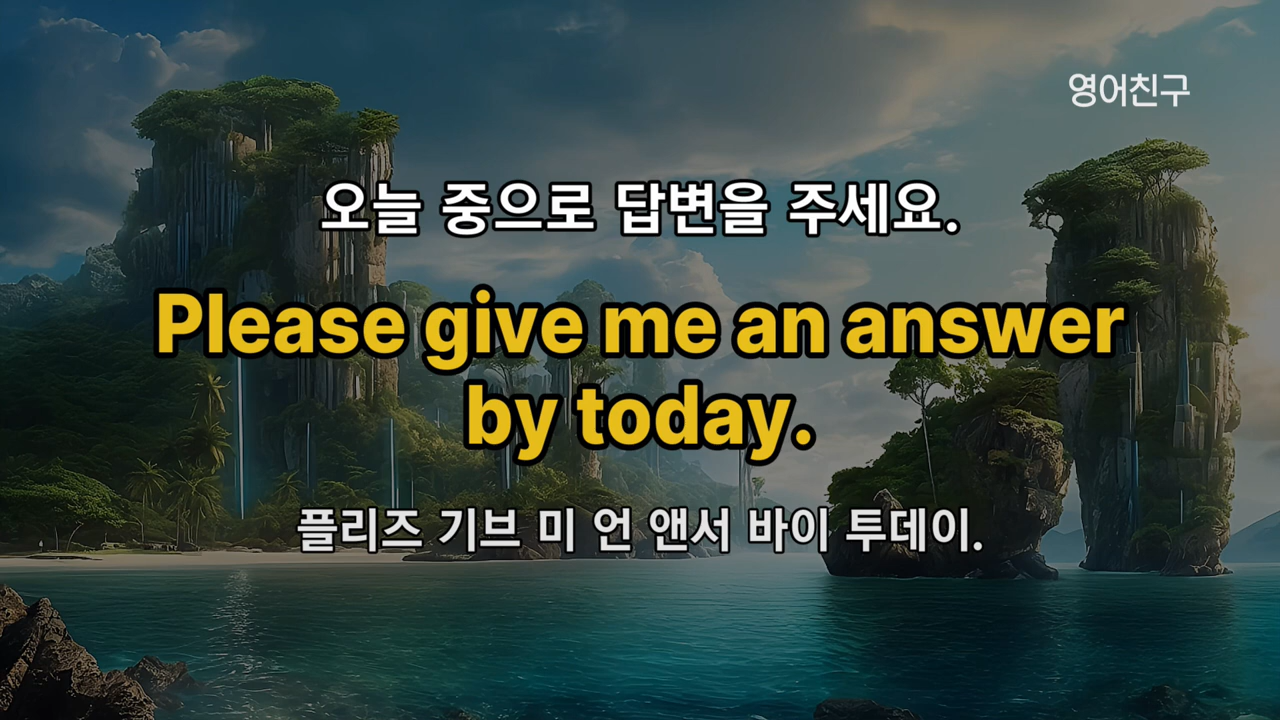 영어친구
오늘 중으로 답변을 주세요.
Please give me an answer
by today.
플리즈 기브 미 언 앤서 바이 투데이.